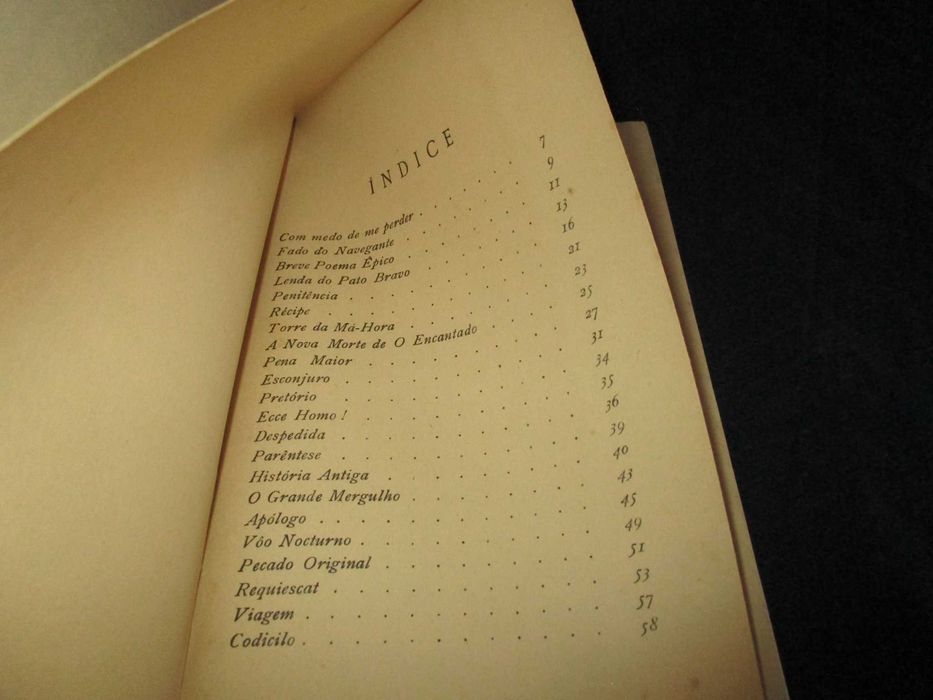 ÍNDICE
Com medo de me perder . . . . . . 7
Fado do Navegante . . . . . . 9
Breve Poema Épico . . . . . . 11
Lenda do Pato Bravo . . . . . . 13
Penitência . . . . . . . . 16
Récipe . . . . . . . . 21
Torre da Má-Hora . . . . . . 23
A Nova Morte de O Encantado . . . . 25
Pena Maior . . . . . . . . 27
Esconjuro . . . . . . . . 31
Pretório . . . . . . . . 34
Ecce Homo ! . . . . . . . . 35
Despedida . . . . . . . . 36
Parêntese . . . . . . . . 39
História Antiga . . . . . . . 40
O Grande Mergulho . . . . . . 43
Apólogo . . . . . . . . . 45
Vôo Nocturno . . . . . . . . 49
Pecado Original . . . . . . . 51
Requiescat . . . . . . . . 53
Viagem . . . . . . . . . 57
Codicilo . . . . . . . . . 58